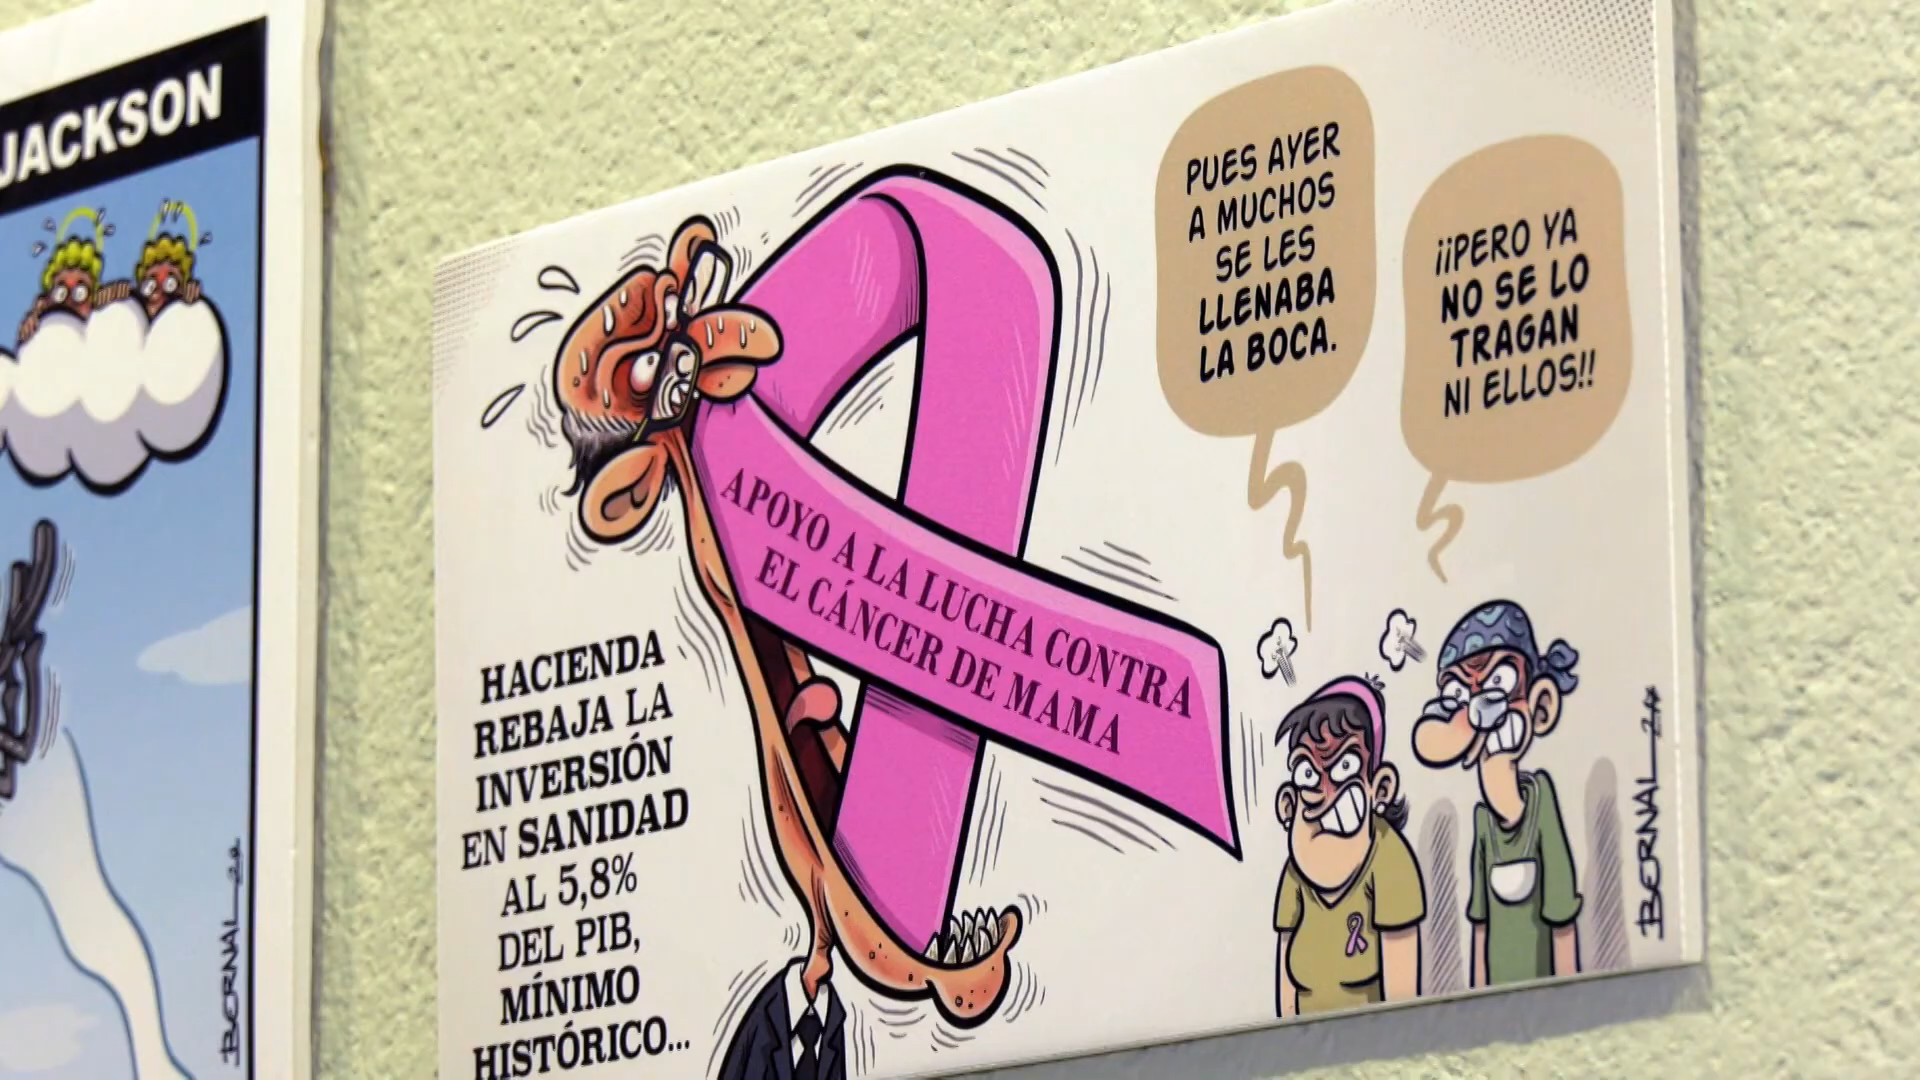 JACKSON
BERNAL
HACIENDA
REBAJA LA
INVERSIÓN
EN SANIDAD
AL 5,8%
DEL PIB,
MÍNIMO
HISTÓRICO...
APOYO A LA LUCHA CONTRA
EL CÁNCER DE MAMA
PUES AYER
A MUCHOS
SE LES
LLENABA
LA BOCA.
¡¡PERO YA
NO SE LO
TRAGAN
NI ELLOS!!
BERNAL